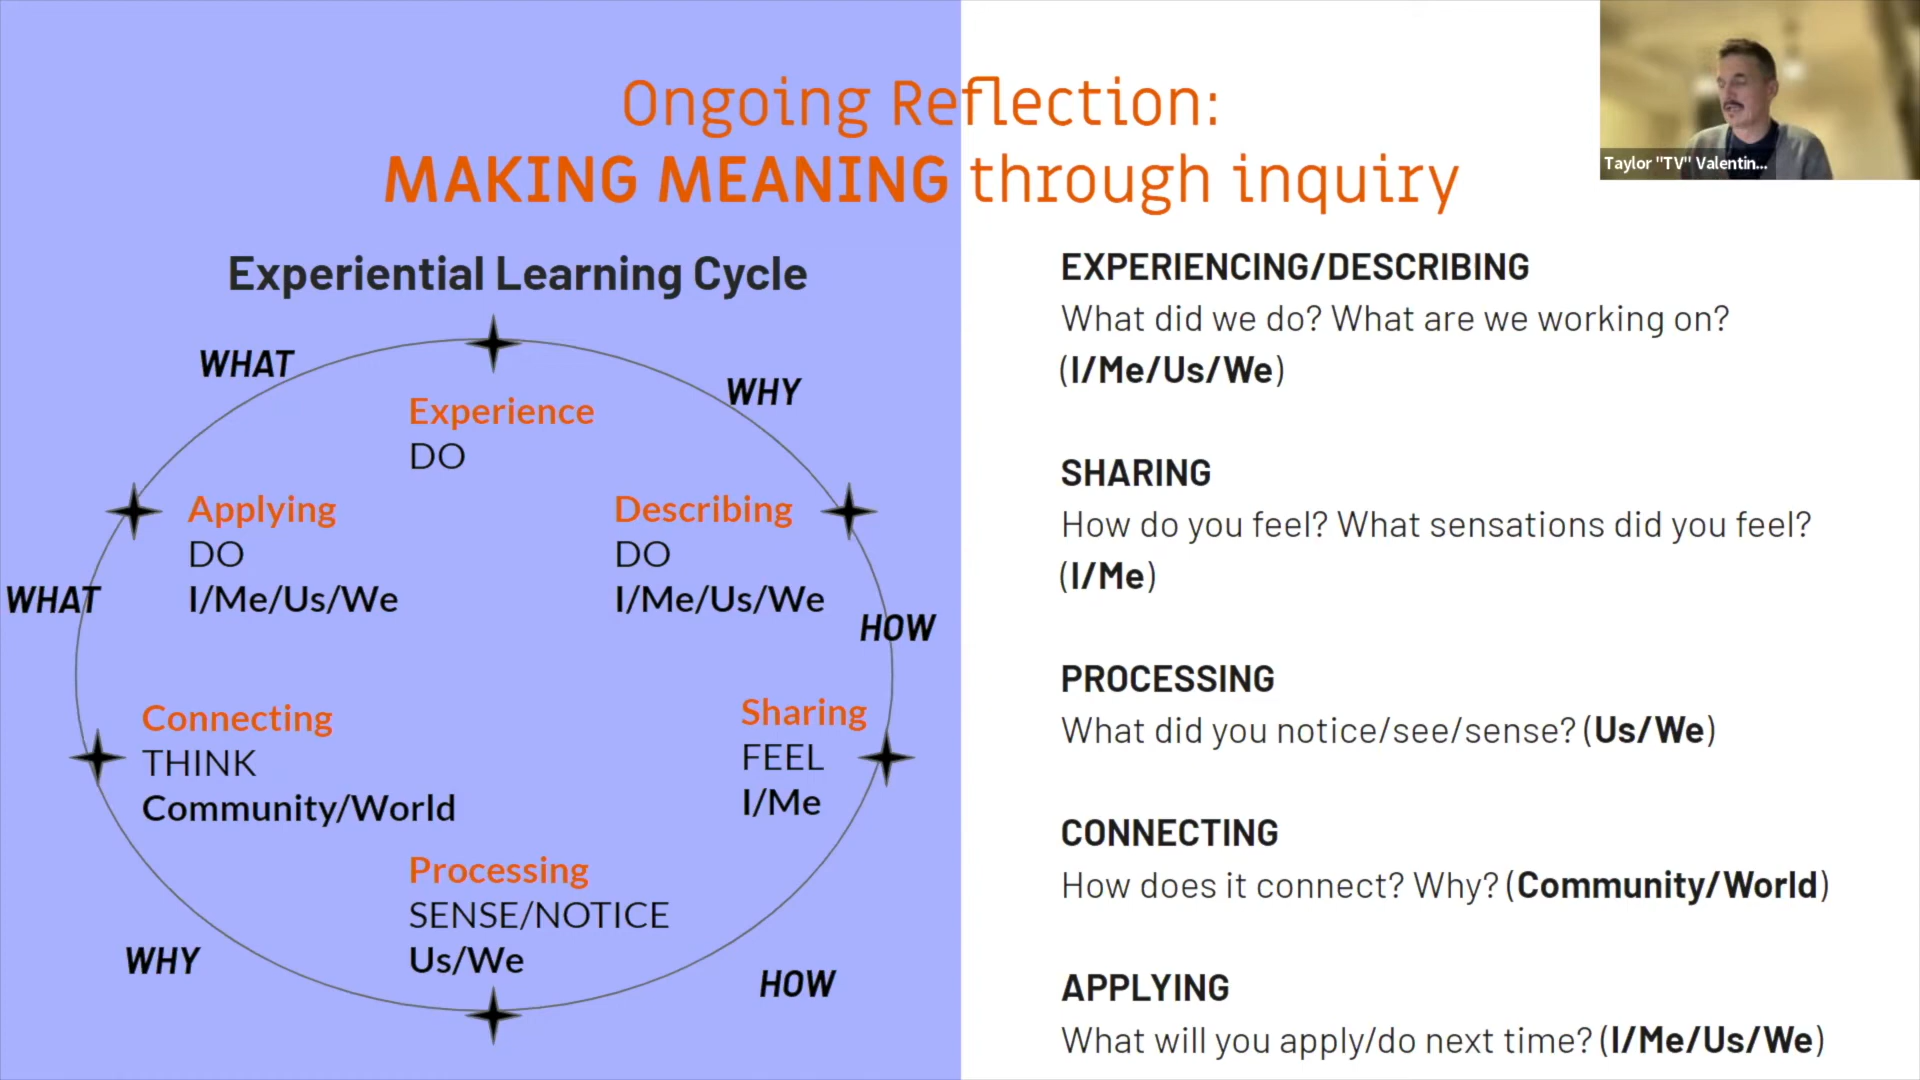 Ongoing Reflection:
MAKING MEANING through inquiry
Taylor "TV" Valentin...
Experiential Learning Cycle
WHAT
WHY
Experience
DO
Applying
DO
I/Me/Us/We
Describing
DO
I/Me/Us/We
WHAT
HOW
Connecting
THINK
Community/World
Sharing
FEEL
I/Me
Processing
SENSE/NOTICE
Us/We
WHY
HOW
EXPERIENCING/DESCRIBING
What did we do? What are we working on?
(I/Me/Us/We)
SHARING
How do you feel? What sensations did you feel?
(I/Me)
PROCESSING
What did you notice/see/sense? (Us/We)
CONNECTING
How does it connect? Why? (Community/World)
APPLYING
What will you apply/do next time? (I/Me/Us/We)